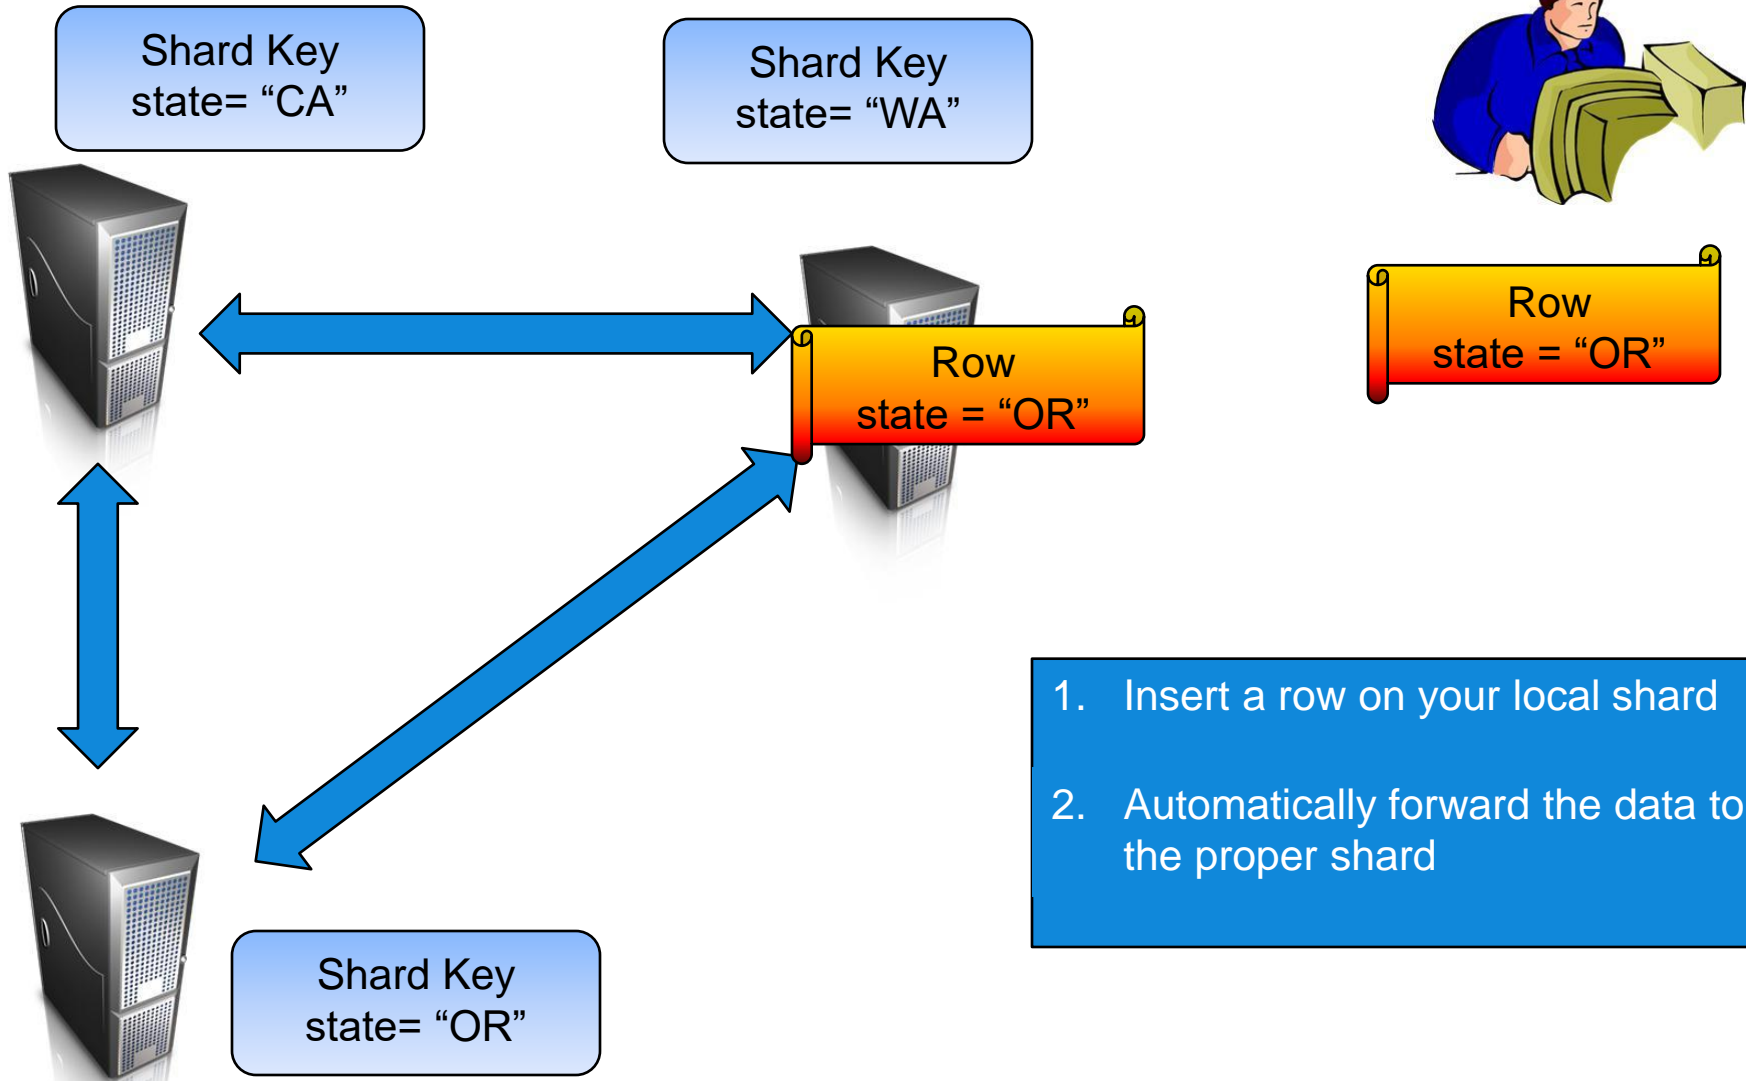 Shard Key
state= “CA”
Shard Key
state= “WA”
Row
state = “OR”
Row
state = “OR”
1. Insert a row on your local shard
2. Automatically forward the data to
the proper shard
Shard Key
state= “OR”